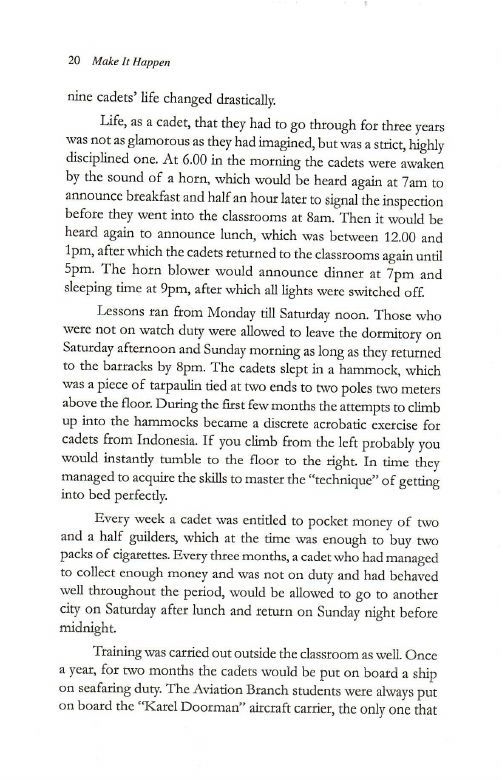 20 Make It Happen
nine cadets' life changed drastically.
Life, as a cadet, that they had to go through for three years
was not as glamorous as they had imagined, but was a strict, highly
disciplined one. At 6.00 in the morning the cadets were awaken
by the sound of a horn, which would be heard again at 7am to
announce breakfast and half an hour later to signal the inspection
before they went into the classrooms at 8am. Then it would be
heard again to announce lunch, which was between 12.00 and
1pm, after which the cadets returned to the classrooms again until
5pm. The horn blower would announce dinner at 7pm and
sleeping time at 9pm, after which all lights were switched off.
Lessons ran from Monday till Saturday noon. Those who
were not on watch duty were allowed to leave the dormitory on
Saturday afternoon and Sunday morning as long as they returned
to the barracks by 8pm. The cadets slept in a hammock, which
was a piece of tarpaulin tied at two ends to two poles two meters
above the floor. During the first few months the attempts to climb
up into the hammocks became a discrete acrobatic exercise for
cadets from Indonesia. If you climb from the left probably you
would instantly tumble to the floor to the right. In time they
managed to acquire the skills to master the “technique” of getting
into bed perfectly.
Every week a cadet was entitled to pocket money of two
and a half guilders, which at the time was enough to buy two
packs of cigarettes. Every three months, a cadet who had managed
to collect enough money and was not on duty and had behaved
well throughout the period, would be allowed to go to another
city on Saturday after lunch and return on Sunday night before
midnight.
Training was carried out outside the classroom as well. Once
a year, for two months the cadets would be put on board a ship
on seafaring duty. The Aviation Branch students were always put
on board the “Karel Doorman” aircraft carrier, the only one that